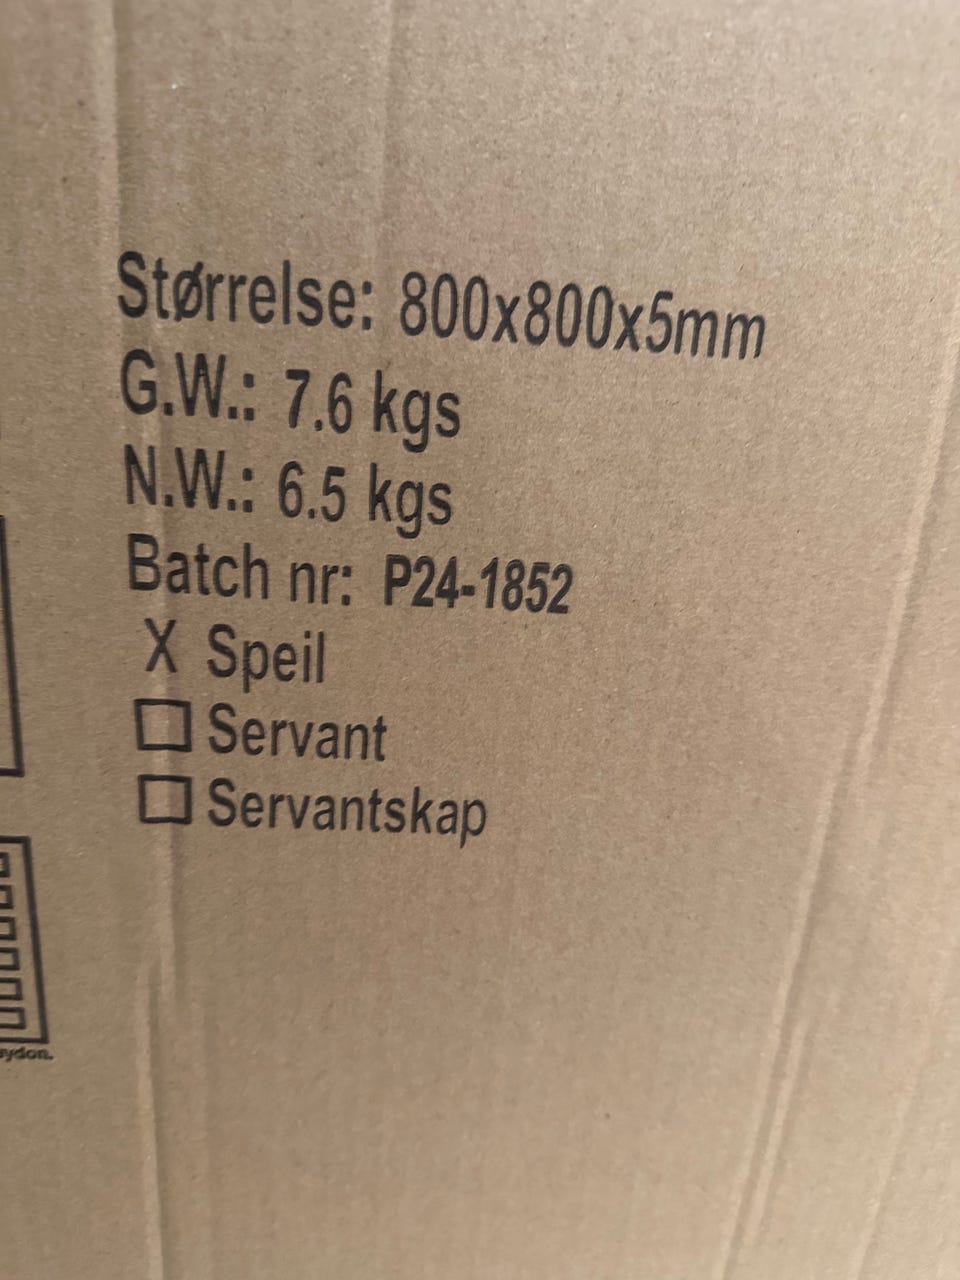 Størrelse: 800x800x5mm
G.W.: 7.6 kgs
N.W.: 6.5 kgs
Batch nr: P24-1852
X Speil
Servant
Servantskap